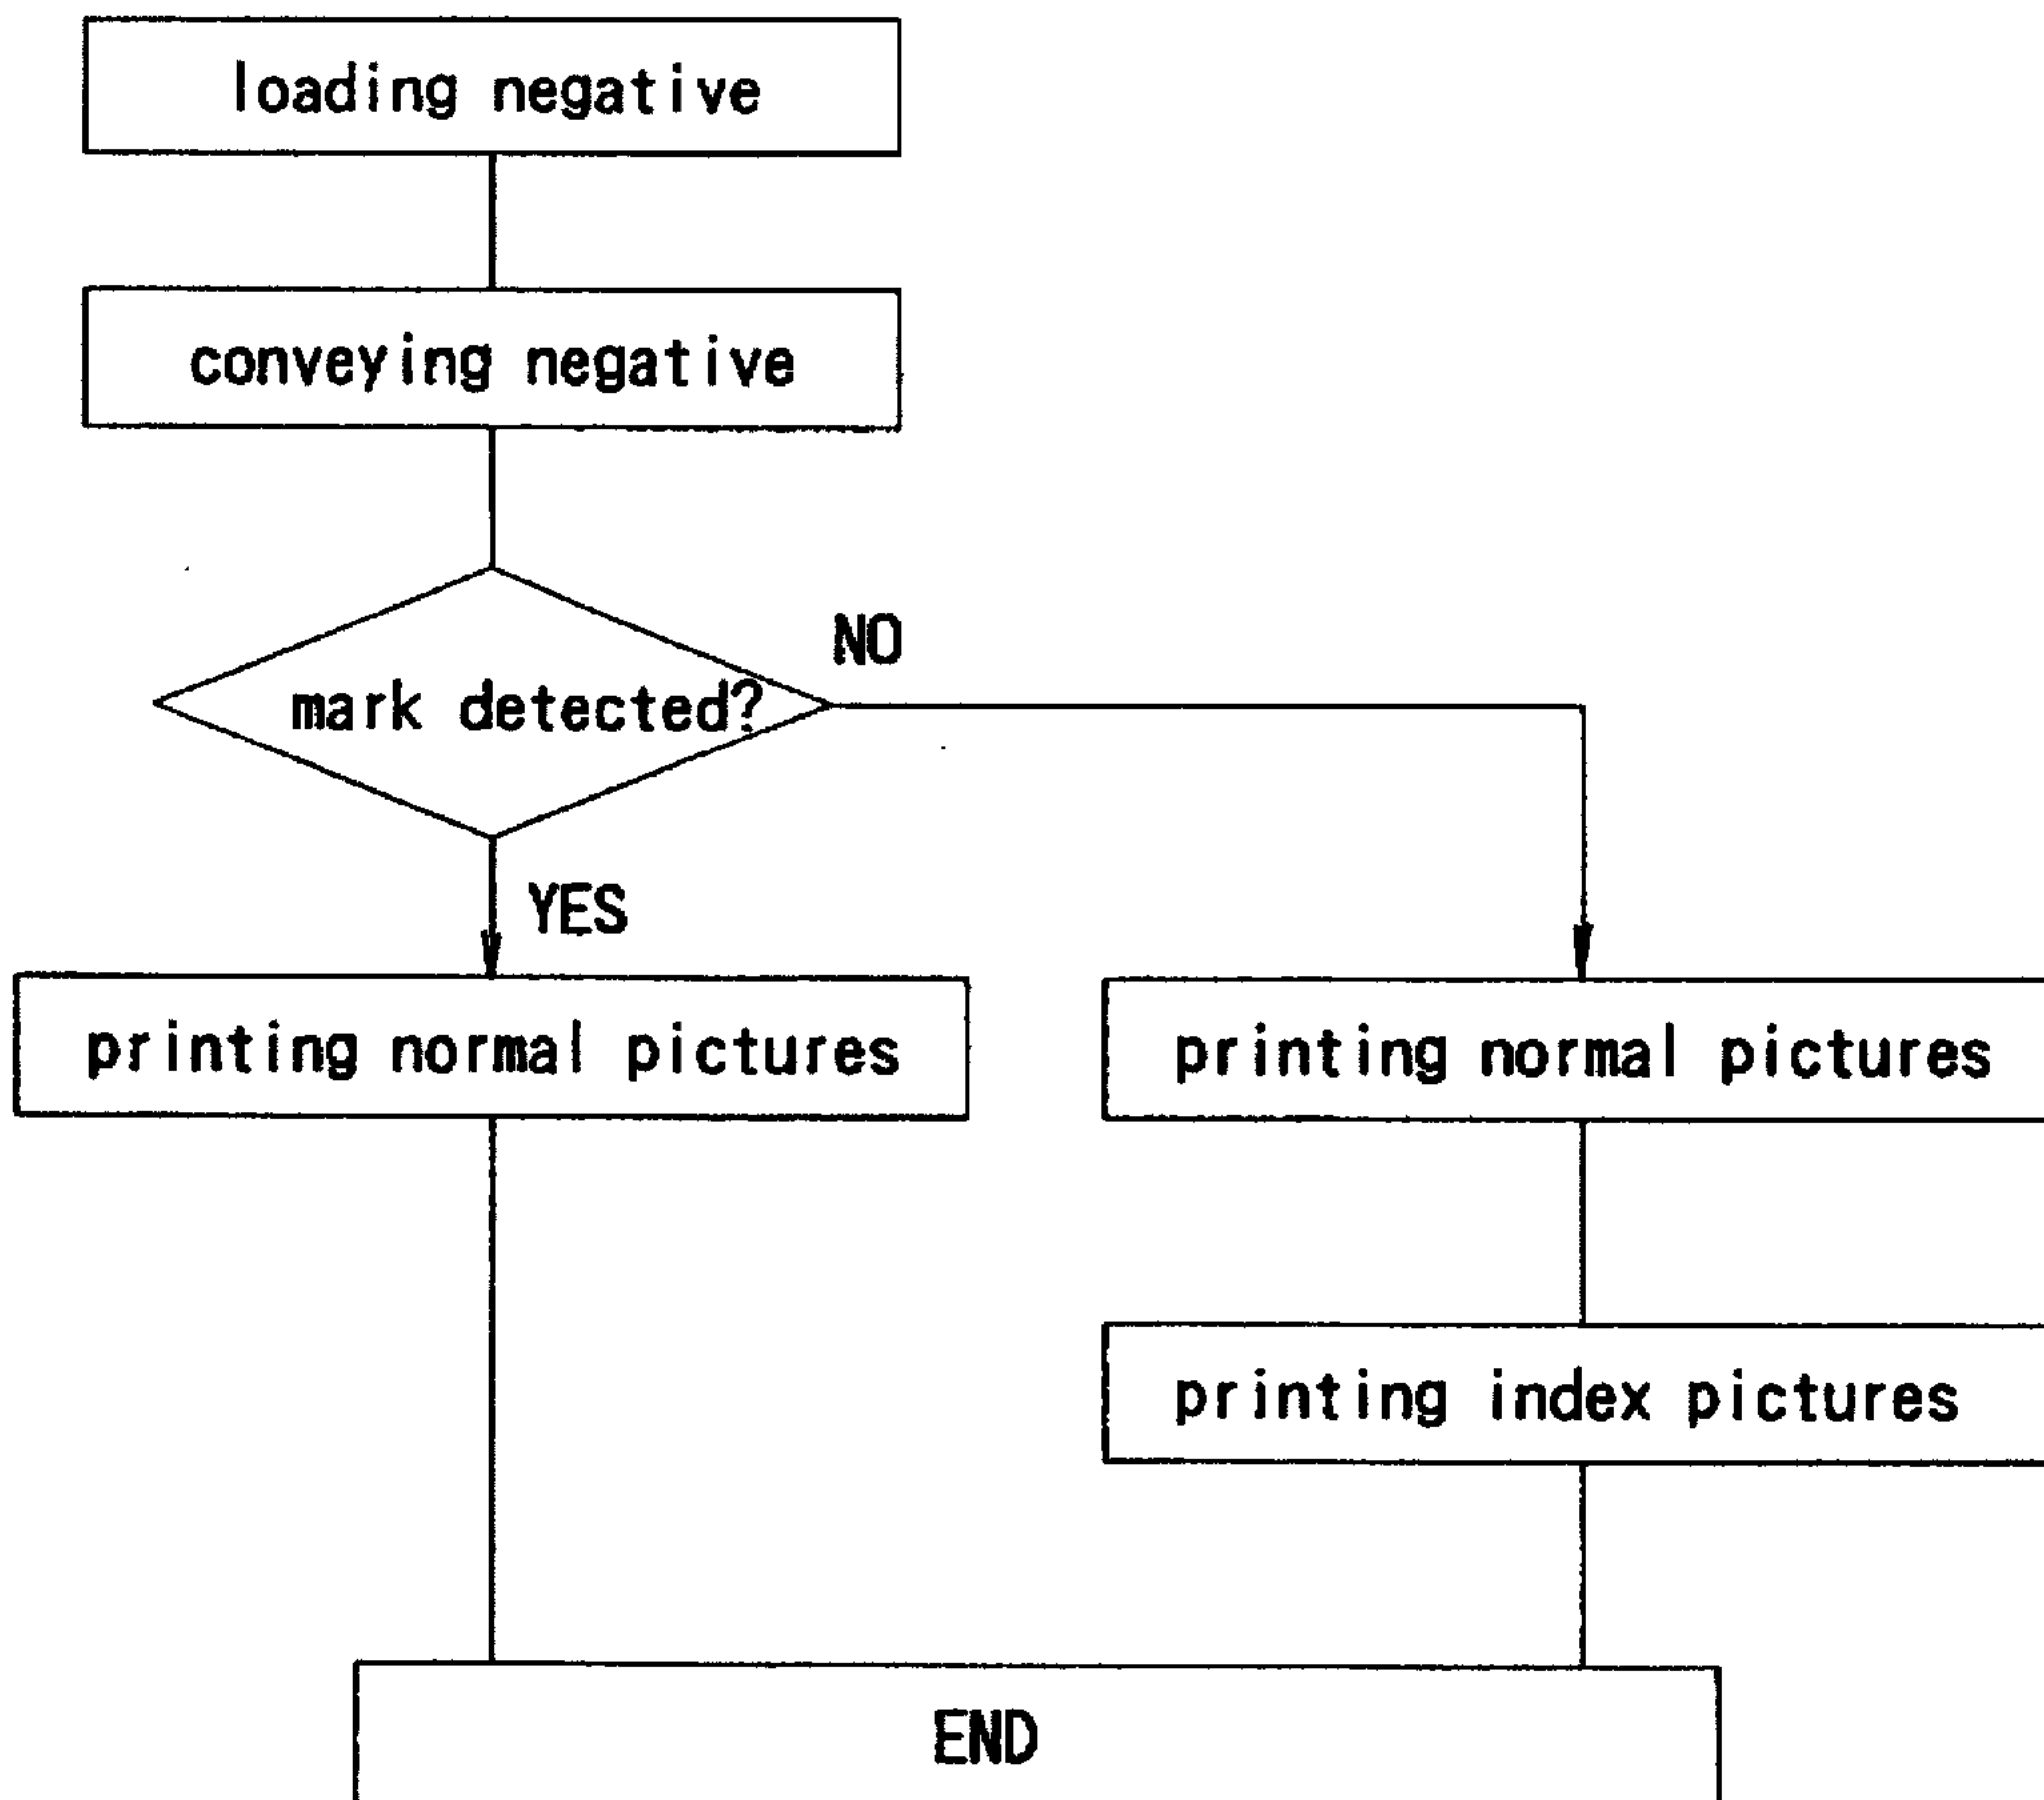 loading negative
conveying negative
mark detected?
NO
YES
printing normal pictures
printing normal pictures
printing index pictures
END